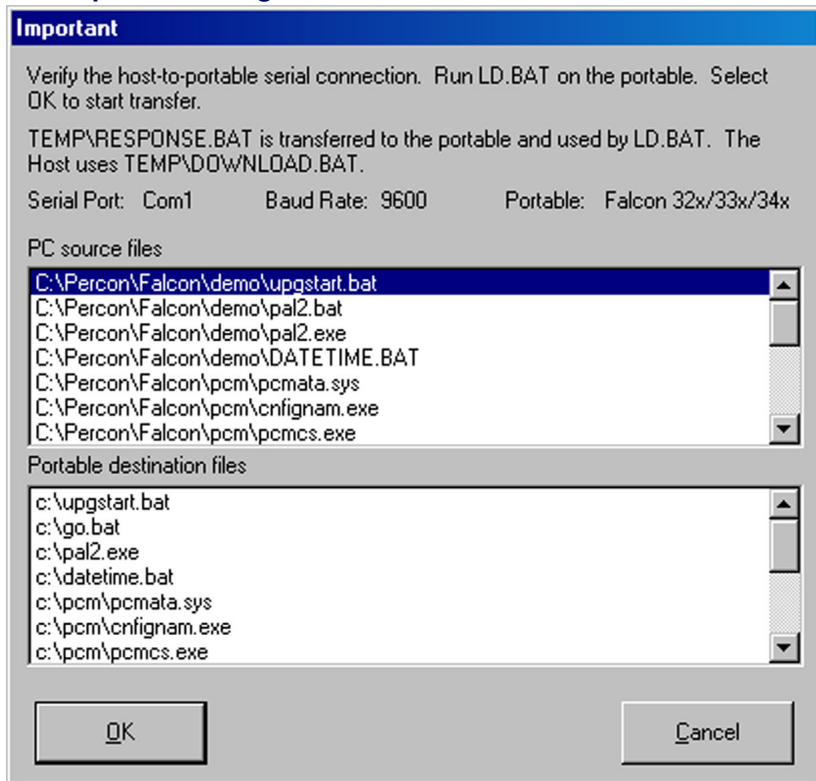 Important
Verify the host-to-portable serial connection. Run LD.BAT on the portable. Select
OK to start transfer.
TEMP\RESPONSE.BAT is transferred to the portable and used by LD.BAT. The
Host uses TEMP\DOWNLOAD.BAT.
Serial Port: Com1 Baud Rate: 9600 Portable: Falcon 32x/33x/34x
PC source files
C:\Percon\Falcon\demo\upgstart.bat
C:\Percon\Falcon\demo\pal2.bat
C:\Percon\Falcon\demo\pal2.exe
C:\Percon\Falcon\demo\DATETIME.BAT
C:\Percon\Falcon\pcm\pcmata.sys
C:\Percon\Falcon\pcm\cnfignam.exe
C:\Percon\Falcon\pcm\pcmcs.exe
Portable destination files
c:\upgstart.bat
c:\go.bat
c:\pal2.exe
c:\datetime.bat
c:\pcm\pcmata.sys
c:\pcm\cnfignam.exe
c:\pcm\pcmcs.exe
OK Cancel